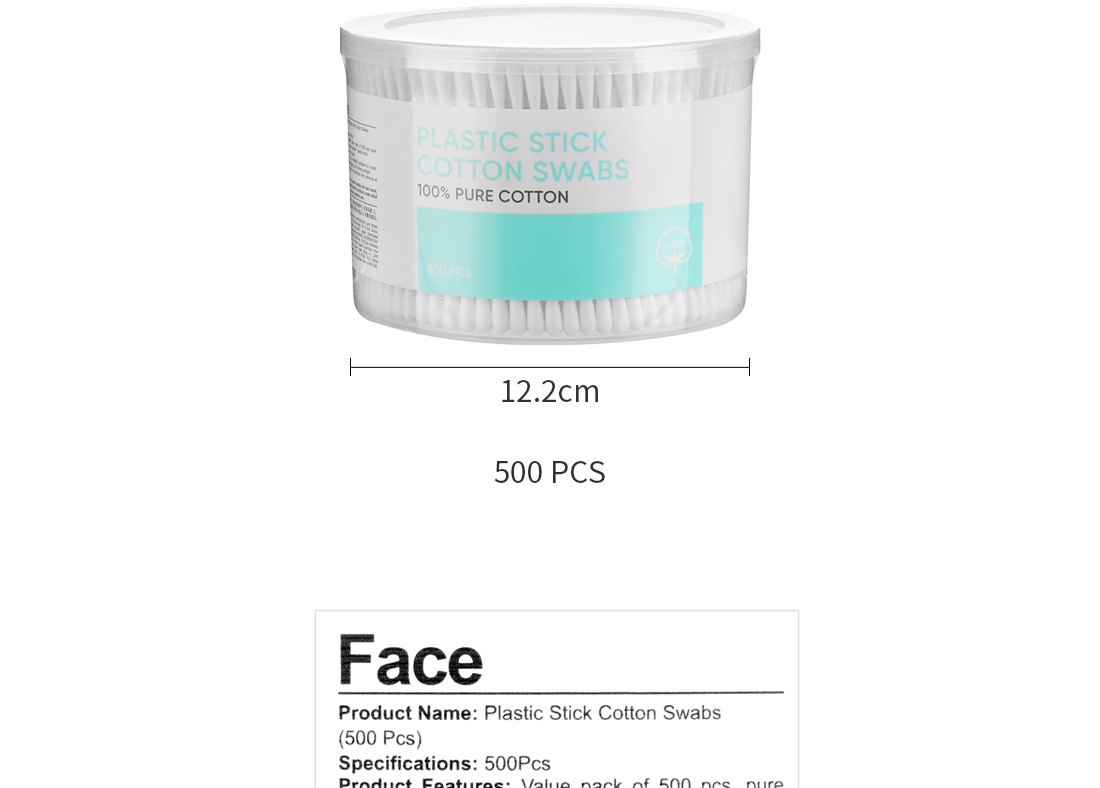 PLASTIC STICK
COTTON SWABS
100% PURE COTTON
500 PCS
12.2cm
500 PCS
Face
Product Name: Plastic Stick Cotton Swabs
(500 Pcs)
Specifications: 500Pcs
Product Features: Value pack of 500 pcs, pure